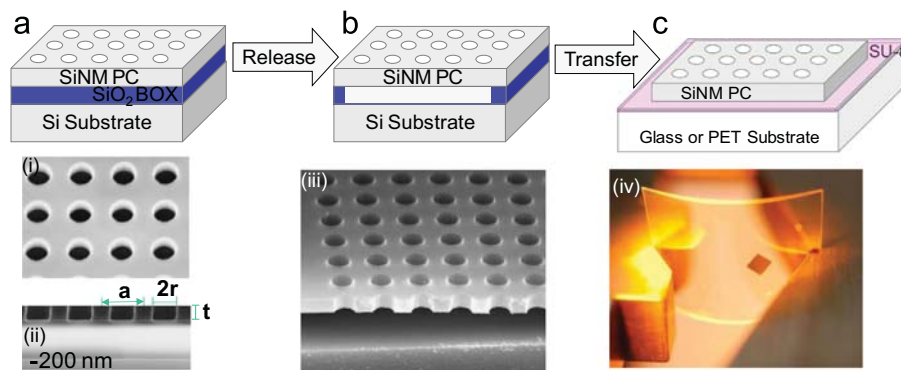 a
b
c
Release
Transfer
SU-8
SiNM PC
SiO2 BOX
Si Substrate
SiNM PC
Si Substrate
SiNM PC
Glass or PET Substrate
(i)
(iii)
(iv)
a
2r
t
(ii)
-200 nm